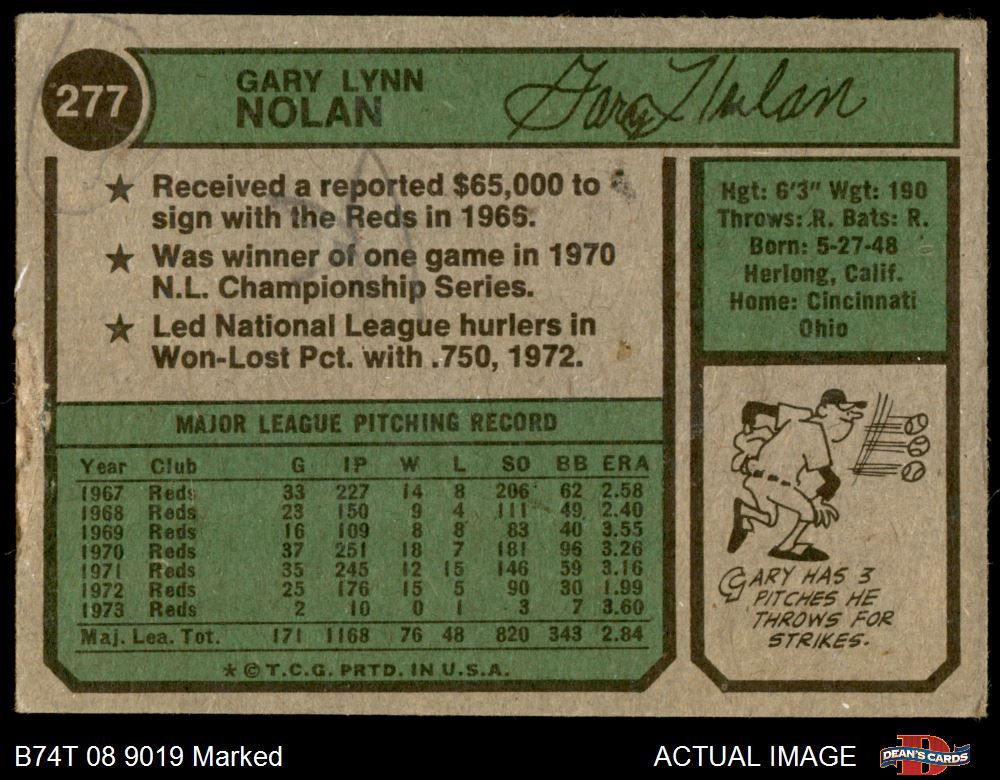 277
GARY LYNN
NOLAN
Gary Nolan
★ Received a reported $65,000 to
sign with the Reds in 1966.
★ Was winner of one game in 1970
N.L. Championship Series.
★ Led National League hurlers in
Won-Lost Pct. with .750, 1972.
Hgt: 6'3" Wgt: 190
Throws: R. Bats: R.
Born: 5-27-48
Herlong, Calif.
Home: Cincinnati
Ohio
MAJOR LEAGUE PITCHING RECORD
Year Club G IP W L SO BB ERA
1967 Reds 33 227 14 8 206 62 2.58
1968 Reds 23 150 9 4 111 49 2.40
1969 Reds 16 109 8 8 83 40 3.55
1970 Reds 37 251 18 7 181 96 3.26
1971 Reds 35 245 12 15 146 59 3.16
1972 Reds 25 176 15 5 90 30 1.99
1973 Reds 2 10 0 1 3 7 3.60
Maj. Lea. Tot. 171 1168 76 48 820 343 2.84
★ © T.C.G. PRTD. IN U.S.A.
GARY HAS 3
PITCHES HE
THROWS FOR
STRIKES.
B74T 08 9019 Marked
ACTUAL IMAGE
DEAN'S CARDS